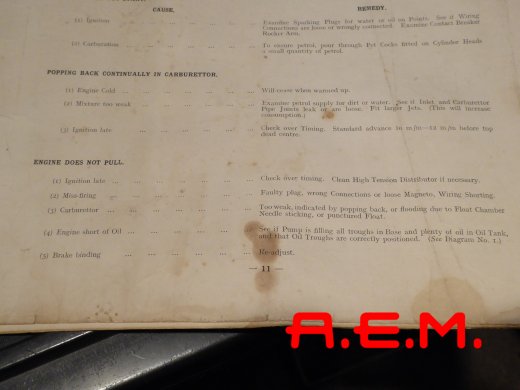 CAUSE. REMEDY.
(1) Ignition ... ... ... ... ... Examine Sparking Plugs for water or oil on Points. See if Wiring
Connections are loose or wrongly connected. Examine Contact Breaker
Rocker Arm.
(2) Carburation ... ... ... ... To ensure petrol, pour through Pet Cocks fitted on Cylinder Heads
a small quantity of petrol.
POPPING BACK CONTINUALLY IN CARBURETTOR.
(1) Engine Cold ... ... ... ... ... Will cease when warmed up.
(2) Mixture too weak ... ... ... ... Examine petrol supply for dirt or water. See if Inlet and Carburettor
Pipe Joints leak or are loose. Fit larger Jets. (This will increase
consumption.)
(3) Ignition late ... ... ... ... ... Check over Timing. Standard advance 10 m/m—12 m/m before top
dead centre.
ENGINE DOES NOT PULL.
(1) Ignition late ... ... ... ... ... Check over timing. Clean High Tension Distributor if necessary.
(2) Miss-firing ... ... ... ... ... Faulty plug, wrong Connections or loose Magneto, Wiring Shorting.
(3) Carburettor ... ... ... ... ... Too weak, indicated by popping back, or flooding due to Float Chamber
Needle sticking, or punctured Float.
(4) Engine short of Oil ... ... ... ... See if Pump is filling all troughs in Base and plenty of oil in Oil Tank,
and that Oil Troughs are correctly positioned. (See Diagram No. 1.)
(5) Brake binding ... ... ... ... ... Re-adjust.
— 11 —
A.E.M.